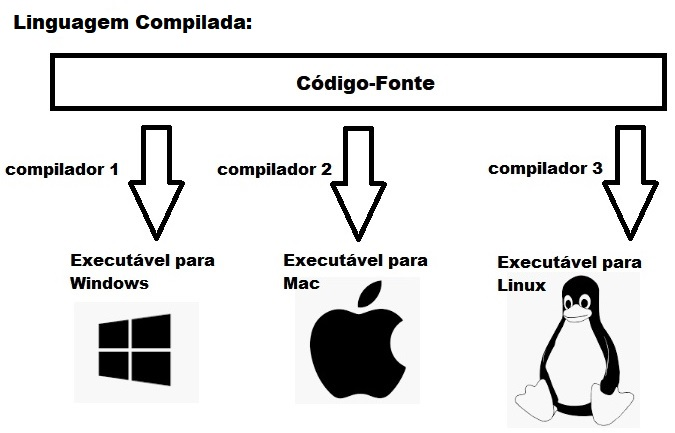 Linguagem Compilada:
Código-Fonte
compilador 1
compilador 2
compilador 3
Executável para
Windows
Executável para
Mac
Executável para
Linux